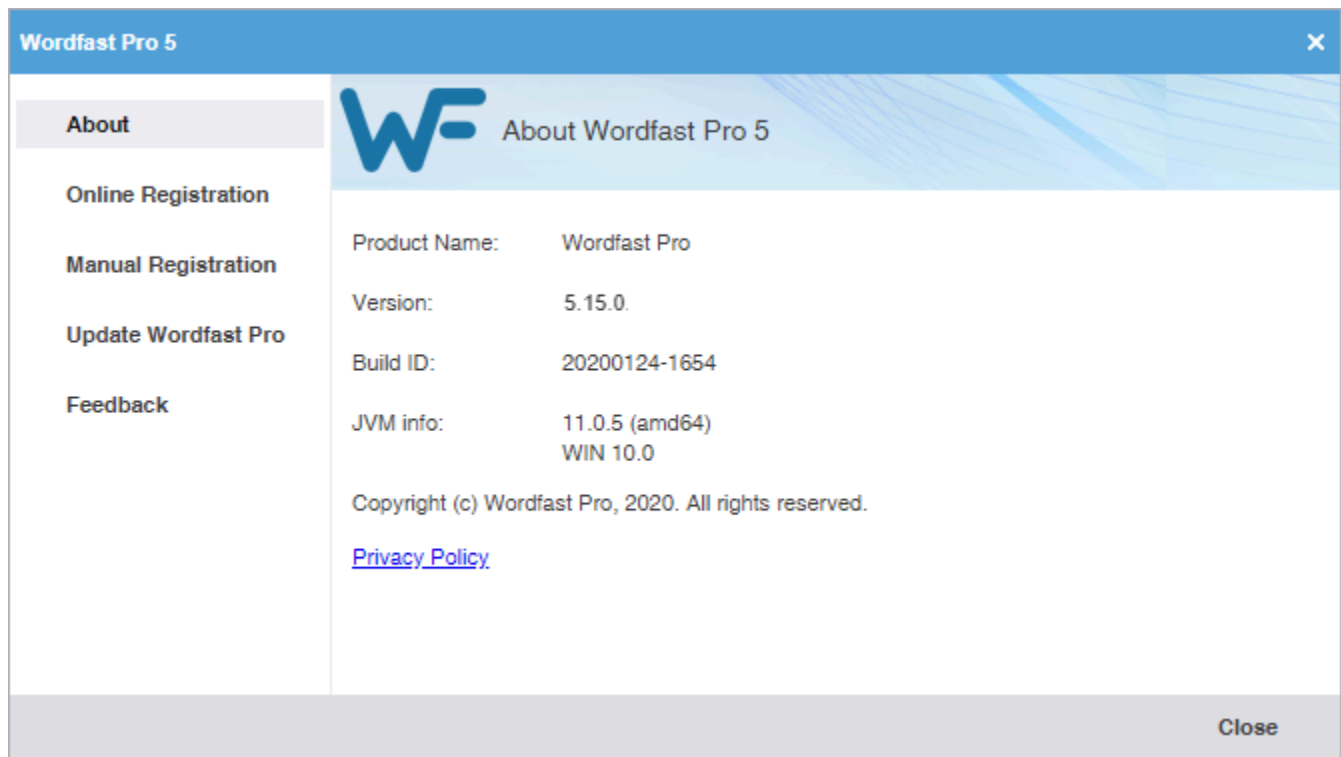 Wordfast Pro 5
About
Online Registration
Manual Registration
Update Wordfast Pro
Feedback
WF About Wordfast Pro 5
Product Name: Wordfast Pro
Version: 5.15.0.
Build ID: 20200124-1654
JVM info: 11.0.5 (amd64)
WIN 10.0
Copyright (c) Wordfast Pro, 2020. All rights reserved.
Privacy Policy
Close